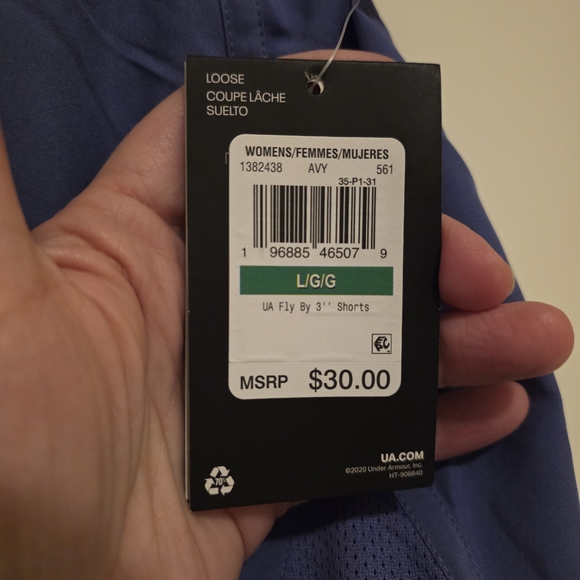 LOOSE
COUPE LÂCHE
SUELTO
WOMENS/FEMMES/MUJERES
1382438 AVY 561
35-P1-31
1 96885 46507 9
L/G/G
UA Fly By 3'' Shorts
MSRP $30.00
UA.COM
©2020 Under Armour, Inc.
HT-908840
70%